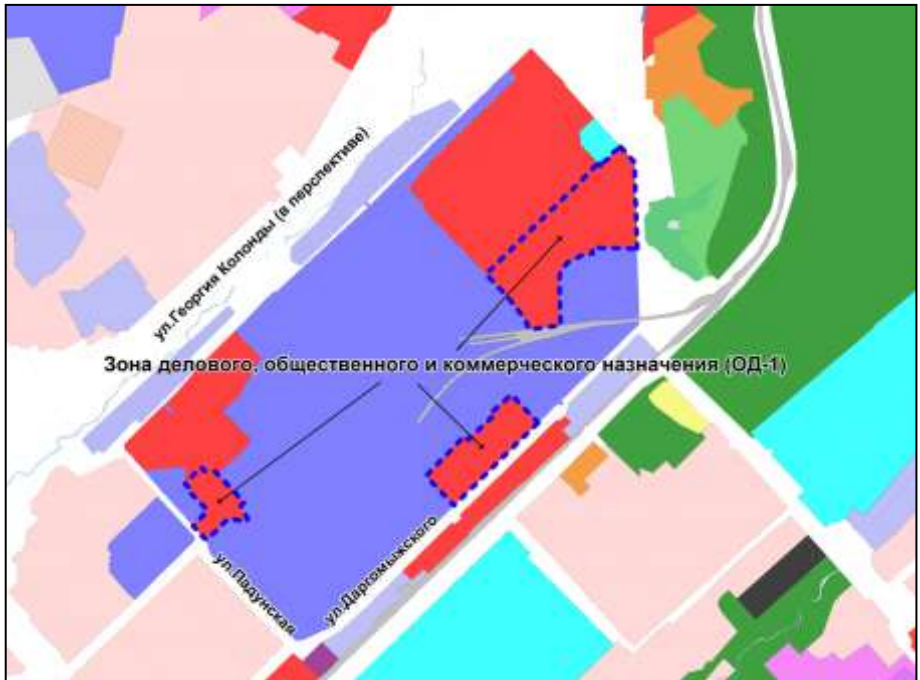 ул.Георгия Колонды (в перспективе)
Зона делового, общественного и коммерческого назначения (ОД-1)
ул.Падунская
ул.Даргомыжского